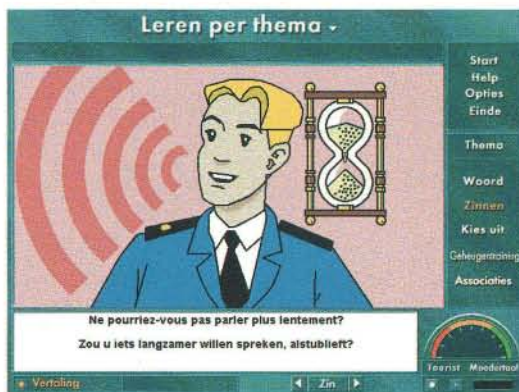 Leren per thema
Start
Help
Opties
Einde
Thema
Woord
Zinnen
Kies uit
Geheugentraining
Associaties
Ne pourriez-vous pas parler plus lentement?
Zou u iets langzamer willen spreken, alstublieft?
Tourist Moedertaal
Vertaling
Zin